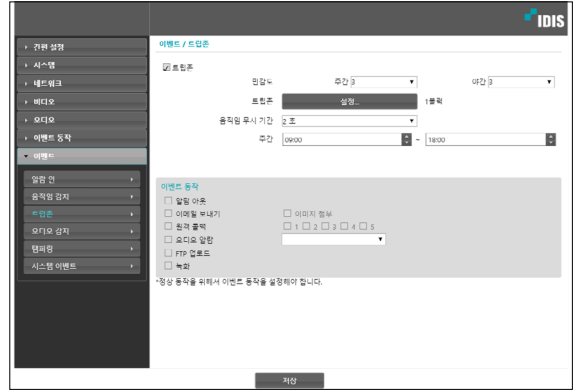 IDIS
간편 설정
시스템
네트워크
비디오
오디오
이벤트 동작
이벤트
알람 인
움직임 감지
트립존
오디오 감지
탬퍼링
시스템 이벤트
이벤트 / 트립존
트립존
민감도 주간 3 야간 3
트립존 설정... 1블럭
움직임 무시 기간 2 초
주간 09:00 ~ 18:00
이벤트 동작
알람 아웃
이메일 보내기 이미지 첨부
원격 콜백 1 2 3 4 5
오디오 알람
FTP 업로드
녹화
*정상 동작을 위해서 이벤트 동작을 설정해야 합니다.
저장